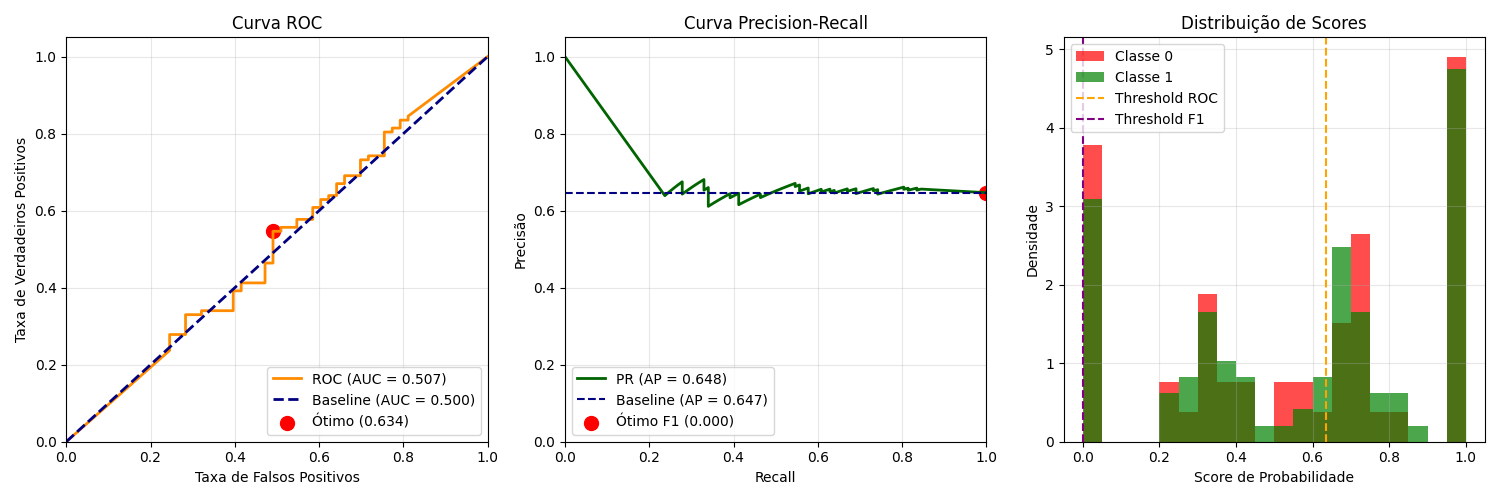 Curva ROC
Taxa de Verdadeiros Positivos
1.0
0.8
0.6
0.4
0.2
0.0
ROC (AUC = 0.507)
Baseline (AUC = 0.500)
Ótimo (0.634)
0.0 0.2 0.4 0.6 0.8 1.0
Taxa de Falsos Positivos
Curva Precision-Recall
Precisão
1.0
0.8
0.6
0.4
0.2
0.0
PR (AP = 0.648)
Baseline (AP = 0.647)
Ótimo F1 (0.000)
0.0 0.2 0.4 0.6 0.8 1.0
Recall
Distribuição de Scores
Densidade
5
4
3
2
1
0
Classe 0
Classe 1
Threshold ROC
Threshold F1
0.0 0.2 0.4 0.6 0.8 1.0
Score de Probabilidade